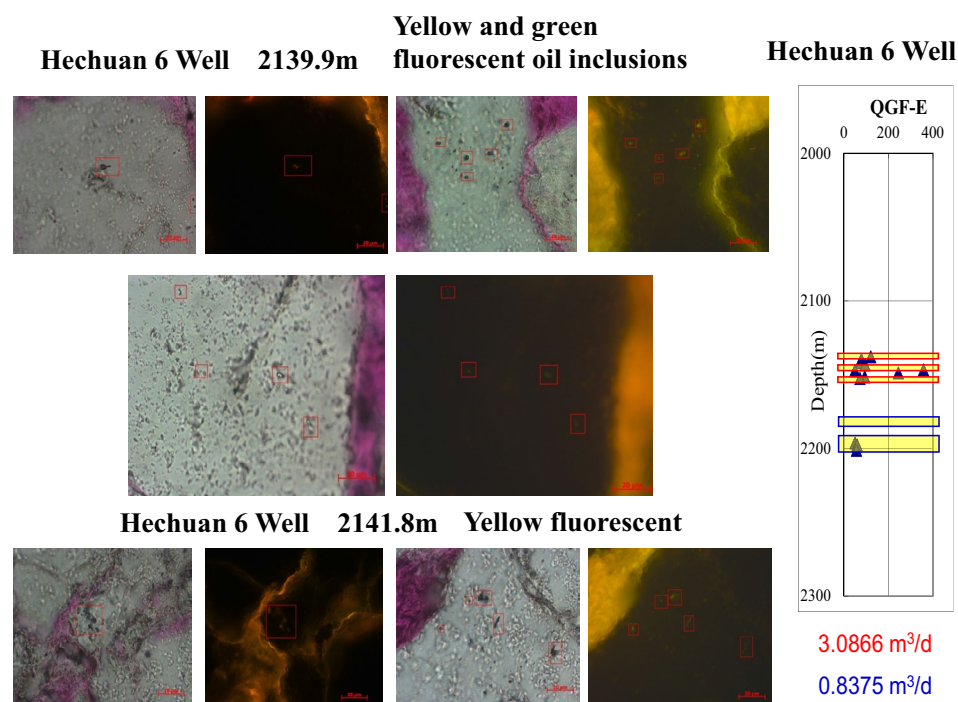 Yellow and green
fluorescent oil inclusions
Hechuan 6 Well 2139.9m
Hechuan 6 Well
QGF-E
0 200 400
2000
2100
Depth(m)
2200
2300
Hechuan 6 Well 2141.8m Yellow fluorescent
3.0866 m³/d
0.8375 m³/d